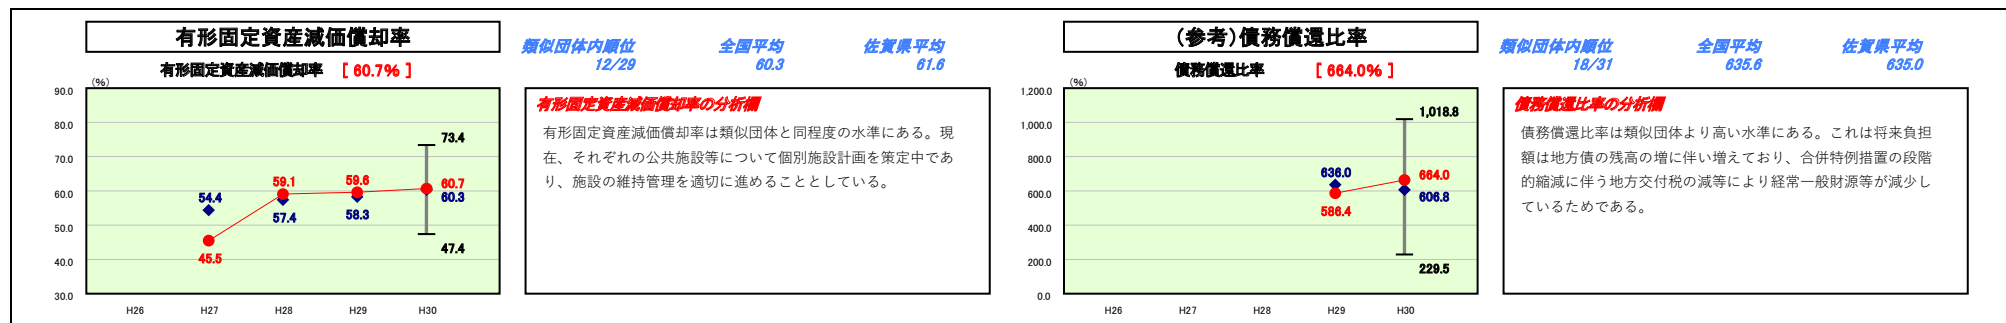 有形固定資産減価償却率
有形固定資産減価償却率 [ 60.7% ]
類似団体内順位 全国平均 佐賀県平均
12/29 60.3 61.6
(%)
90.0
80.0
70.0
60.0
50.0
40.0
30.0
54.4
45.5
59.1
57.4
59.6
58.3
73.4
60.7
60.3
47.4
H26 H27 H28 H29 H30
有形固定資産減価償却率の分析欄
有形固定資産減価償却率は類似団体と同程度の水準にある。現
在、それぞれの公共施設等について個別施設計画を策定中であ
り、施設の維持管理を適切に進めることとしている。
(参考)債務償還比率
債務償還比率 [ 664.0% ]
類似団体内順位 全国平均 佐賀県平均
18/31 635.6 635.0
(%)
1,200.0
1,000.0
800.0
600.0
400.0
200.0
0.0
636.0
586.4
1,018.8
664.0
606.8
229.5
H26 H27 H28 H29 H30
債務償還比率の分析欄
債務償還比率は類似団体より高い水準にある。これは将来負担
額は地方債の残高の増に伴い増えており、合併特例措置の段階
的縮減に伴う地方交付税の減等により経常一般財源等が減少し
ているためである。